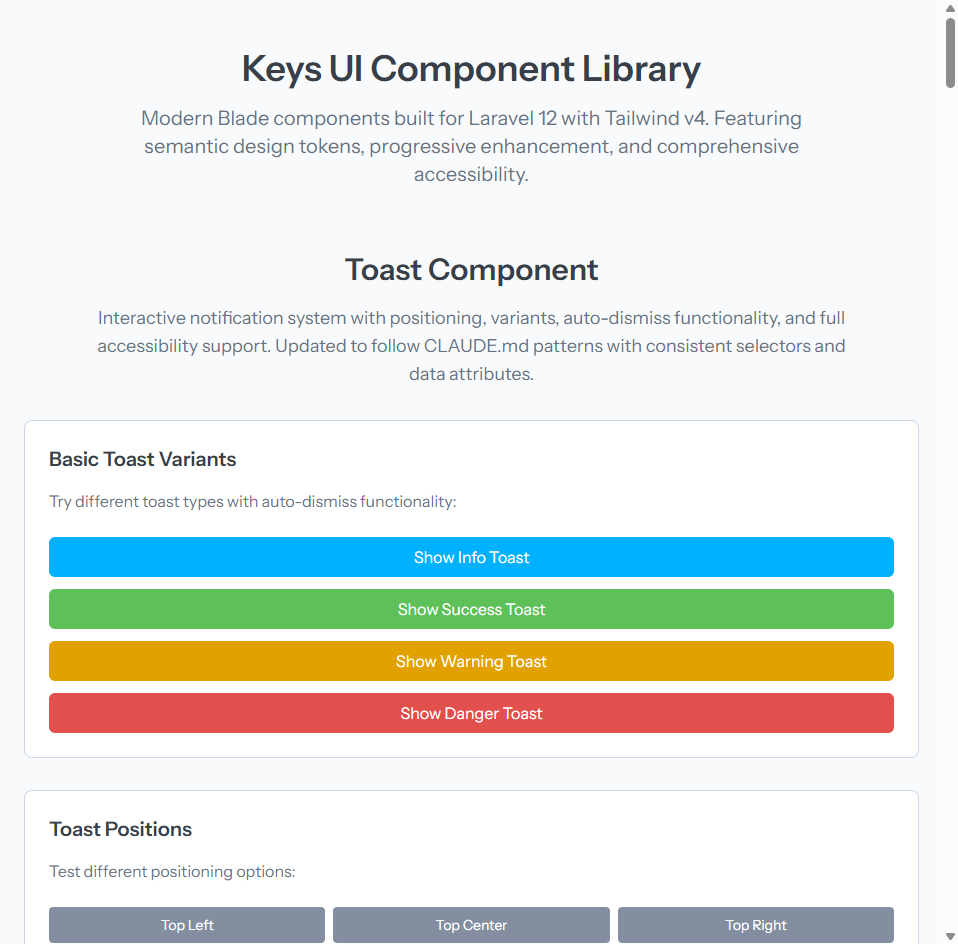 Keys UI Component Library
Modern Blade components built for Laravel 12 with Tailwind v4. Featuring
semantic design tokens, progressive enhancement, and comprehensive
accessibility.
Toast Component
Interactive notification system with positioning, variants, auto-dismiss functionality, and full
accessibility support. Updated to follow CLAUDE.md patterns with consistent selectors and
data attributes.
Basic Toast Variants
Try different toast types with auto-dismiss functionality:
Show Info Toast
Show Success Toast
Show Warning Toast
Show Danger Toast
Toast Positions
Test different positioning options:
Top Left
Top Center
Top Right